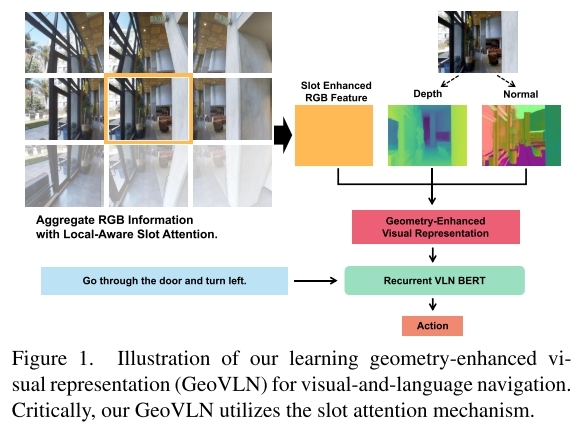 Slot Enhanced
RGB Feature
Depth
Normal
Aggregate RGB Information
with Local-Aware Slot Attention.
Geometry-Enhanced
Visual Representation
Go through the door and turn left.
Recurrent VLN BERT
Action
Figure 1. Illustration of our learning geometry-enhanced vi-
sual representation (GeoVLN) for visual-and-language navigation.
Critically, our GeoVLN utilizes the slot attention mechanism.